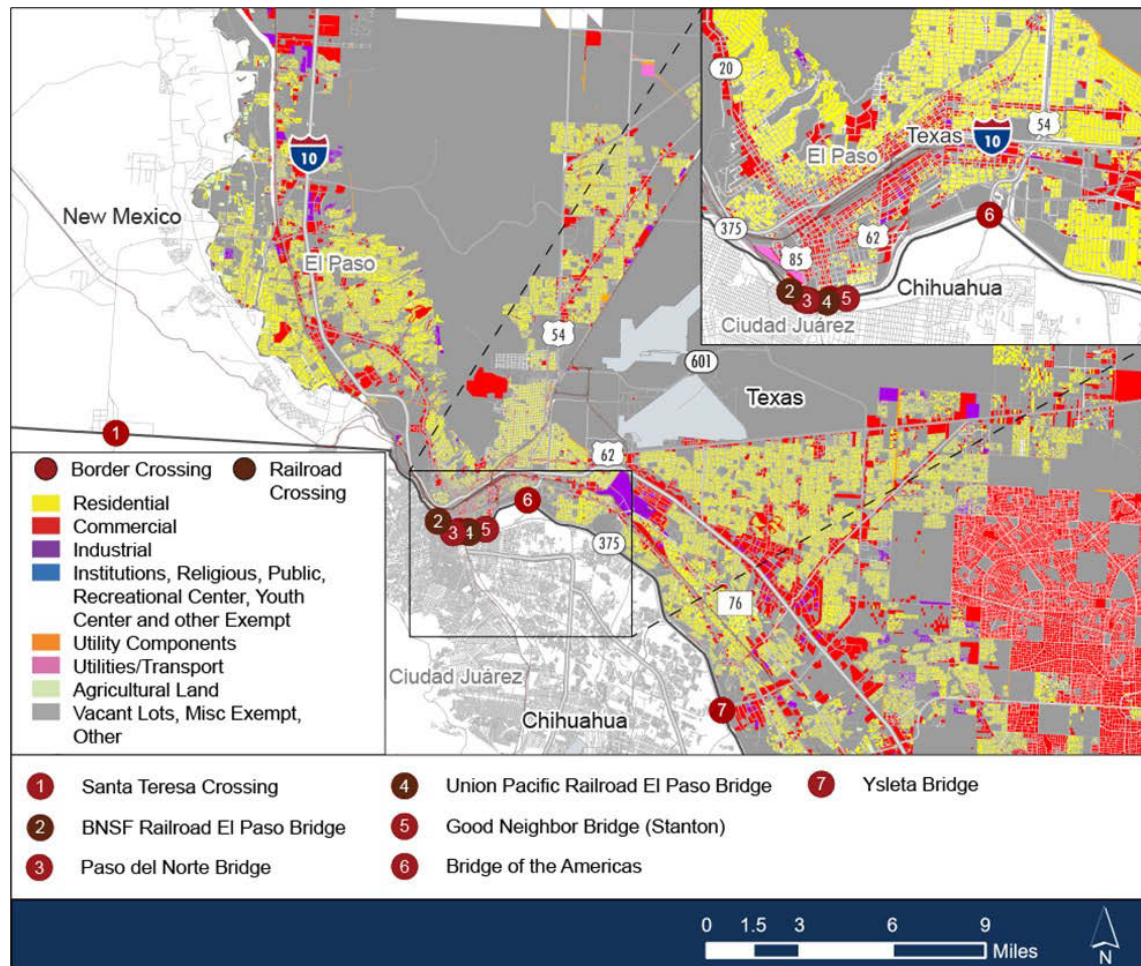 20
54
Texas
10
El Paso
10
New Mexico
375
62
6
El Paso
85
Chihuahua
2
3
4
5
Ciudad Juárez
54
601
Texas
1
62
Border Crossing
Railroad
Crossing
Residential
Commercial
Industrial
Institutions, Religious, Public,
Recreational Center, Youth
Center and other Exempt
Utility Components
Utilities/Transport
Agricultural Land
Vacant Lots, Misc Exempt,
Other
6
2
3
4
5
375
76
Ciudad Juárez
7
Chihuahua
1 Santa Teresa Crossing
2 BNSF Railroad El Paso Bridge
3 Paso del Norte Bridge
4 Union Pacific Railroad El Paso Bridge
5 Good Neighbor Bridge (Stanton)
6 Bridge of the Americas
7 Ysleta Bridge
0 1.5 3 6 9
Miles
N